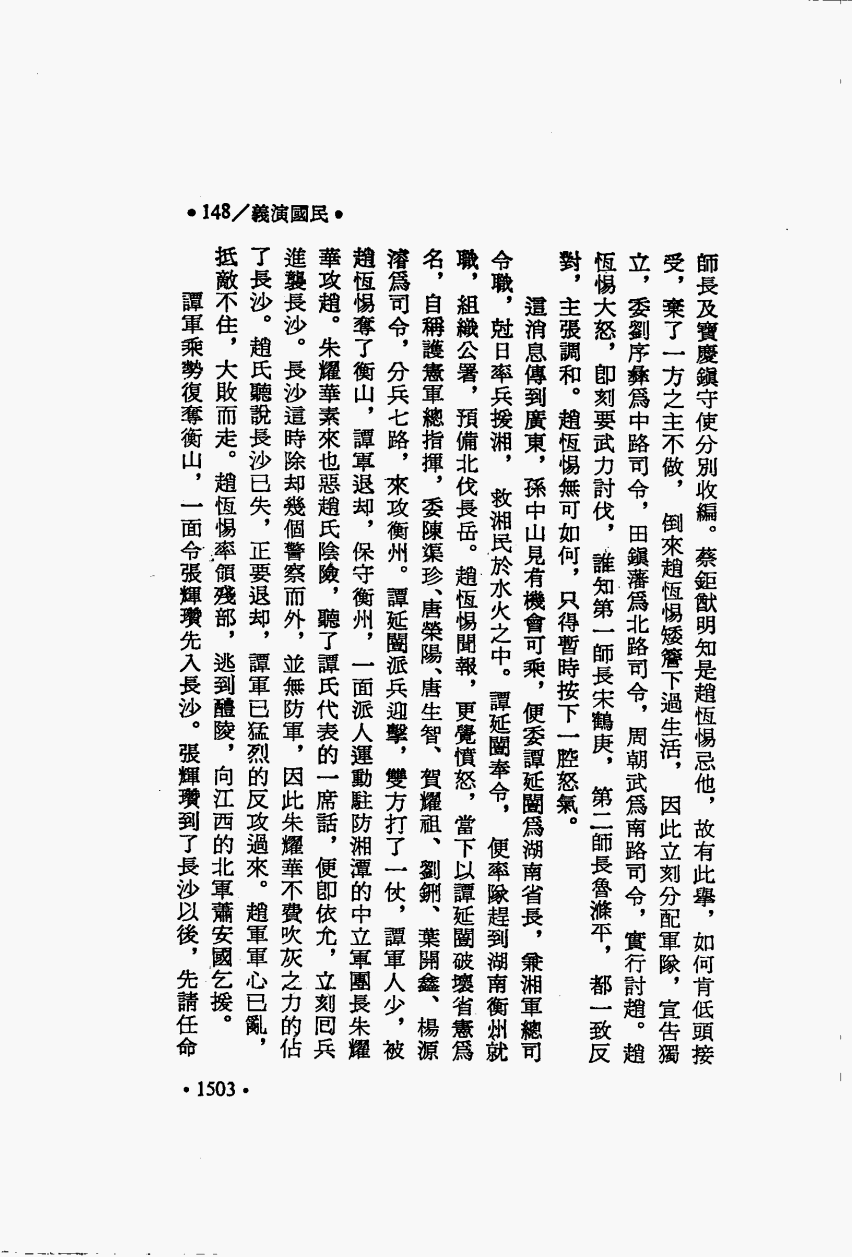 •148／義演國民•
師長及寶慶鎮守使分別收編。蔡鉅猷明知是趙恆惕忌他，故有此舉，如何肯低頭接
受，棄了一方之主不做，倒來趙恆惕矮簷下過生活，因此立刻分配軍隊，宣告獨
立，委劉序彝爲中路司令，田鎮藩爲北路司令，周朝武爲南路司令，實行討趙。趙
恆惕大怒，卽刻要武力討伐，誰知第一師長宋鶴庚，第二師長魯滌平，都一致反
對，主張調和。趙恆惕無可如何，只得暫時按下一腔怒氣。
這消息傳到廣東，孫中山見有機會可乘，便委譚延闓爲湖南省長，兼湘軍總司
令職，尅日率兵援湘，救湘民於水火之中。譚延闓奉令，便率隊趕到湖南衡州就
職，組織公署，預備北伐長岳。趙恆惕聞報，更覺憤怒，當下以譚延闓破壞省憲爲
名，自稱護憲軍總指揮，委陳渠珍、唐榮陽、唐生智、賀耀祖、劉鉶、葉開鑫、楊源
濬爲司令，分兵七路，來攻衡州。譚延闓派兵迎擊，雙方打了一仗，譚軍人少，被
趙恆惕奪了衡山，譚軍退却，保守衡州，一面派人運動駐防湘潭的中立軍團長朱耀
華攻趙。朱耀華素來也惡趙氏陰險，聽了譚氏代表的一席話，便卽依允，立刻囘兵
進襲長沙。長沙這時除却幾個警察而外，並無防軍，因此朱耀華不費吹灰之力的佔
了長沙。趙氏聽說長沙已失，正要退却，譚軍已猛烈的反攻過來。趙軍軍心已亂，
抵敵不住，大敗而走。趙恆惕率領殘部，逃到醴陵，向江西的北軍蕭安國乞援。
譚軍乘勢復奪衡山，一面令張輝瓚先入長沙。張輝瓚到了長沙以後，先請任命
•1503•